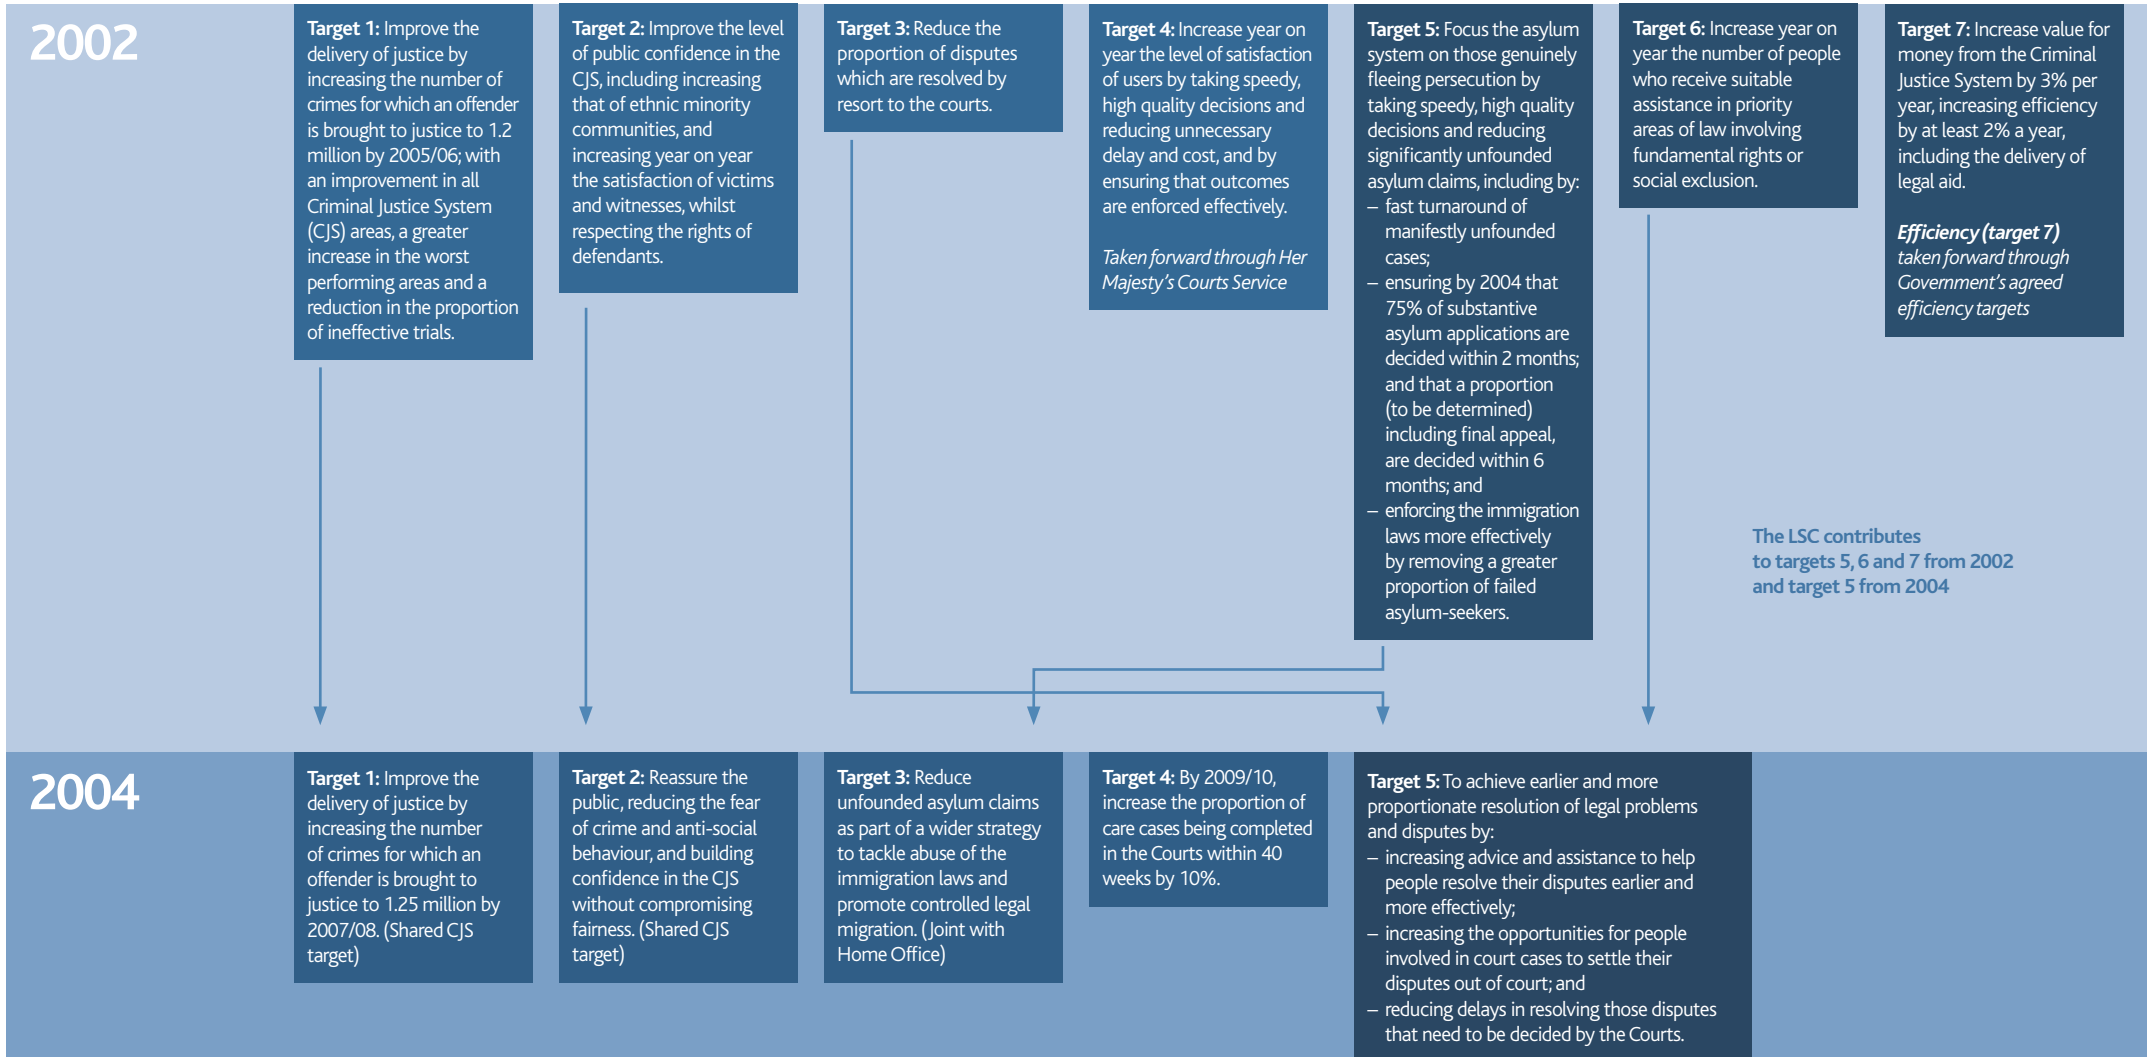 2002
Target 1: Improve the
delivery of justice by
increasing the number of
crimes for which an offender
is brought to justice to 1.2
million by 2005/06; with
an improvement in all
Criminal Justice System
(CJS) areas, a greater
increase in the worst
performing areas and a
reduction in the proportion
of ineffective trials.
Target 2: Improve the level
of public confidence in the
CJS, including increasing
that of ethnic minority
communities, and
increasing year on year
the satisfaction of victims
and witnesses, whilst
respecting the rights of
defendants.
Target 3: Reduce the
proportion of disputes
which are resolved by
resort to the courts.
Target 4: Increase year on
year the level of satisfaction
of users by taking speedy,
high quality decisions and
reducing unnecessary
delay and cost, and by
ensuring that outcomes
are enforced effectively.
Taken forward through Her
Majesty's Courts Service
Target 5: Focus the asylum
system on those genuinely
fleeing persecution by
taking speedy, high quality
decisions and reducing
significantly unfounded
asylum claims, including by:
– fast turnaround of
manifestly unfounded
cases;
– ensuring by 2004 that
75% of substantive
asylum applications are
decided within 2 months;
and that a proportion
(to be determined)
including final appeal,
are decided within 6
months; and
– enforcing the immigration
laws more effectively
by removing a greater
proportion of failed
asylum-seekers.
Target 6: Increase year on
year the number of people
who receive suitable
assistance in priority
areas of law involving
fundamental rights or
social exclusion.
Target 7: Increase value for
money from the Criminal
Justice System by 3% per
year, increasing efficiency
by at least 2% a year,
including the delivery of
legal aid.
Efficiency (target 7)
taken forward through
Government's agreed
efficiency targets
The LSC contributes
to targets 5, 6 and 7 from 2002
and target 5 from 2004
2004
Target 1: Improve the
delivery of justice by
increasing the number
of crimes for which an
offender is brought to
justice to 1.25 million by
2007/08. (Shared CJS
target)
Target 2: Reassure the
public, reducing the fear
of crime and anti-social
behaviour, and building
confidence in the CJS
without compromising
fairness. (Shared CJS
target)
Target 3: Reduce
unfounded asylum claims
as part of a wider strategy
to tackle abuse of the
immigration laws and
promote controlled legal
migration. (Joint with
Home Office)
Target 4: By 2009/10,
increase the proportion of
care cases being completed
in the Courts within 40
weeks by 10%.
Target 5: To achieve earlier and more
proportionate resolution of legal problems
and disputes by:
– increasing advice and assistance to help
people resolve their disputes earlier and
more effectively;
– increasing the opportunities for people
involved in court cases to settle their
disputes out of court; and
– reducing delays in resolving those disputes
that need to be decided by the Courts.